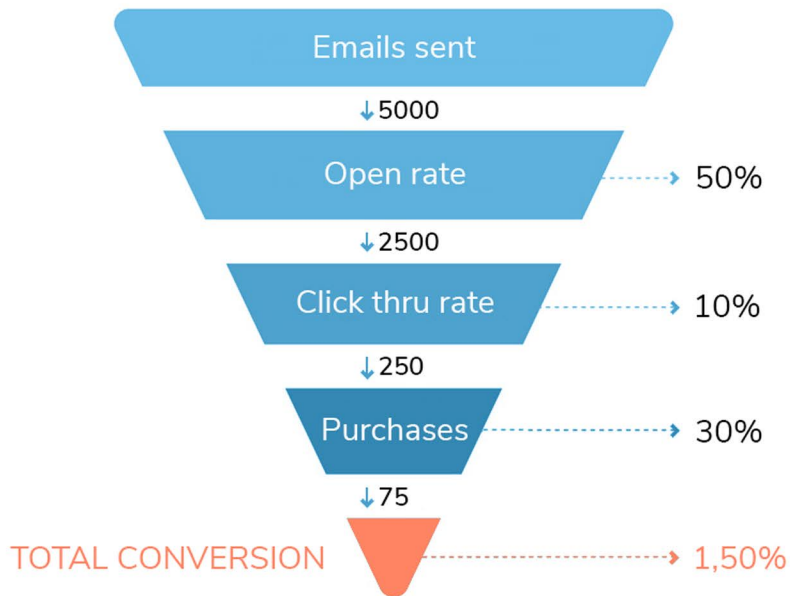 Emails sent
5000
Open rate
50%
2500
Click thru rate
10%
250
Purchases
30%
75
TOTAL CONVERSION
1,50%